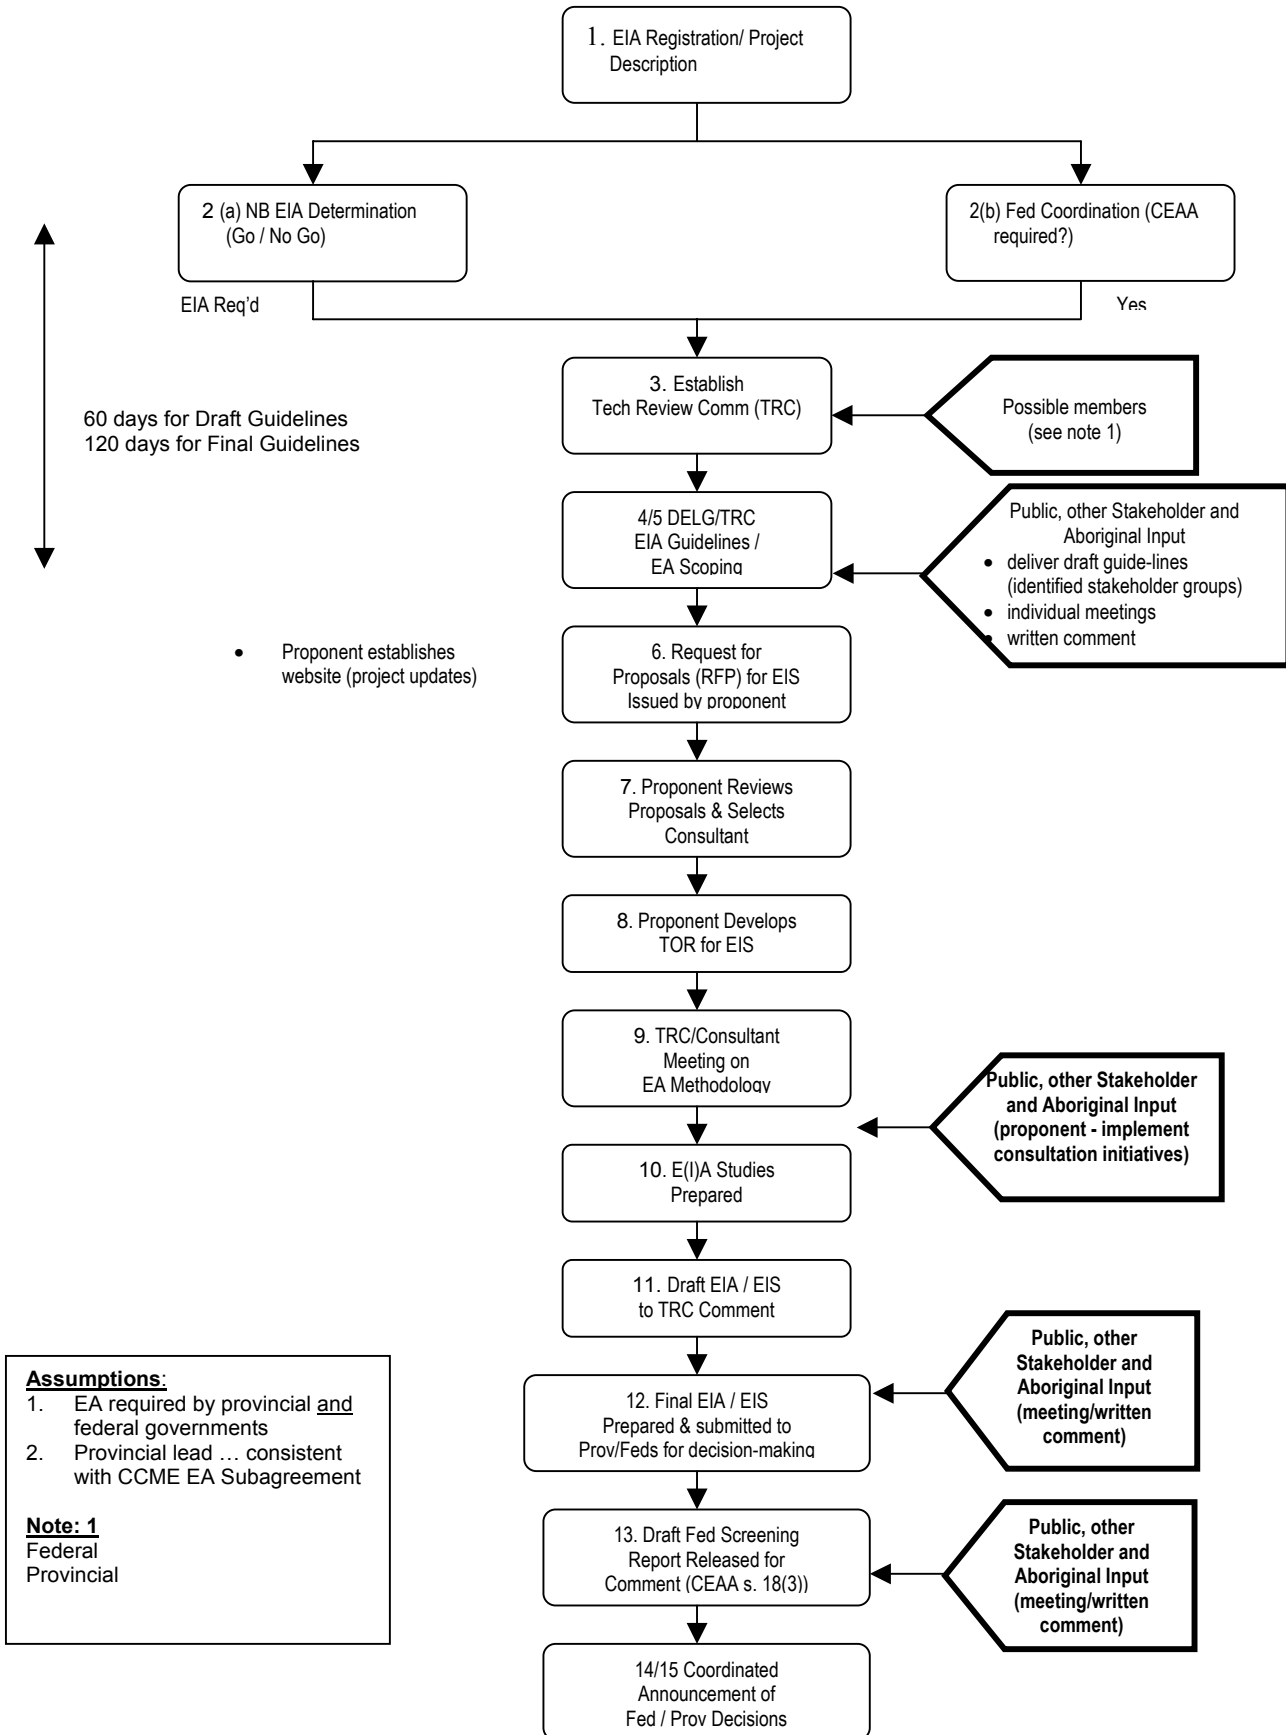 1. EIA Registration/ Project
Description
2 (a) NB EIA Determination
(Go / No Go)
2(b) Fed Coordination (CEAA
required?)
EIA Req'd
Yes
60 days for Draft Guidelines
120 days for Final Guidelines
3. Establish
Tech Review Comm (TRC)
Possible members
(see note 1)
4/5 DELG/TRC
EIA Guidelines /
EA Scoping
Public, other Stakeholder and
Aboriginal Input
• deliver draft guide-lines
(identified stakeholder groups)
• individual meetings
• written comment
• Proponent establishes
website (project updates)
6. Request for
Proposals (RFP) for EIS
Issued by proponent
7. Proponent Reviews
Proposals & Selects
Consultant
8. Proponent Develops
TOR for EIS
9. TRC/Consultant
Meeting on
EA Methodology
Public, other Stakeholder
and Aboriginal Input
(proponent - implement
consultation initiatives)
10. E(I)A Studies
Prepared
11. Draft EIA / EIS
to TRC Comment
12. Final EIA / EIS
Prepared & submitted to
Prov/Feds for decision-making
Public, other
Stakeholder and
Aboriginal Input
(meeting/written
comment)
Assumptions:
1. EA required by provincial and
federal governments
2. Provincial lead … consistent
with CCME EA Subagreement
Note: 1
Federal
Provincial
13. Draft Fed Screening
Report Released for
Comment (CEAA s. 18(3))
Public, other
Stakeholder and
Aboriginal Input
(meeting/written
comment)
14/15 Coordinated
Announcement of
Fed / Prov Decisions